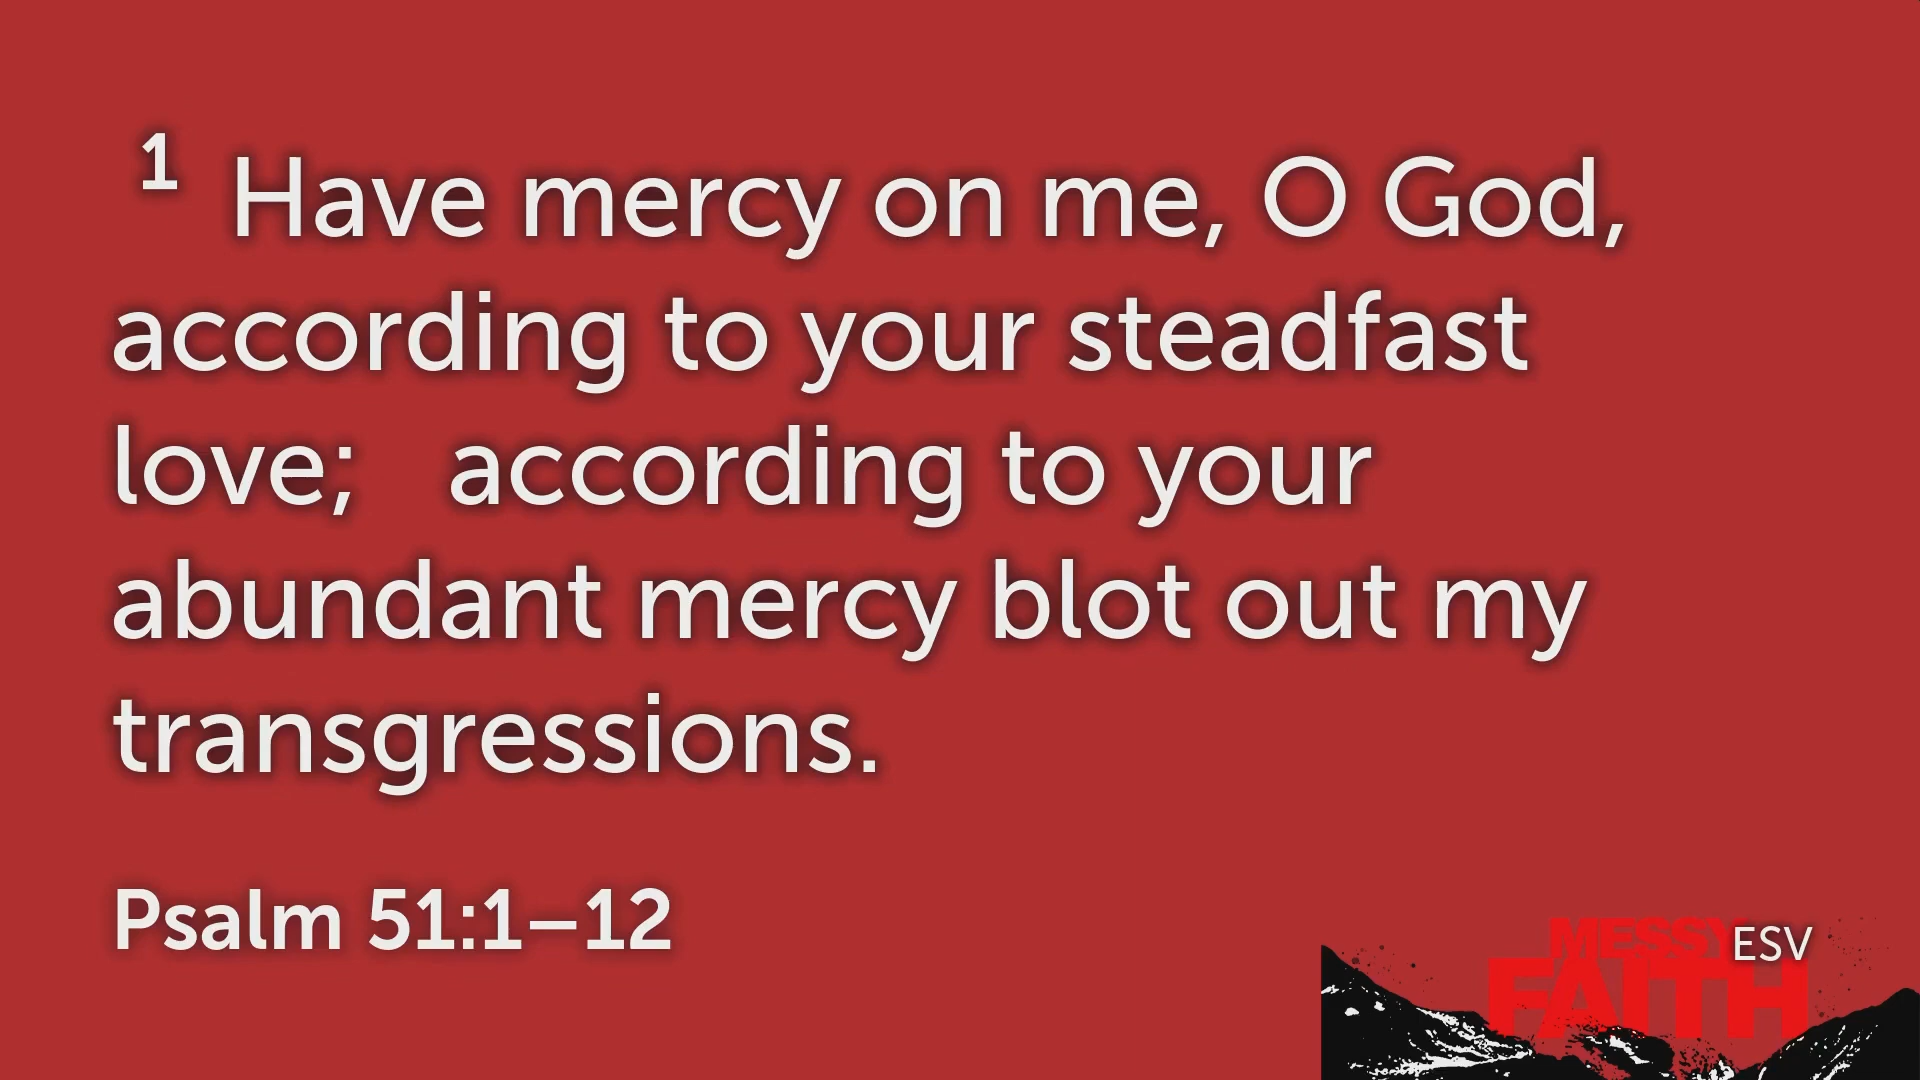 1 Have mercy on me, O God,
according to your steadfast
love; according to your
abundant mercy blot out my
transgressions.
Psalm 51:1–12
ESV
MESSY
FAITH